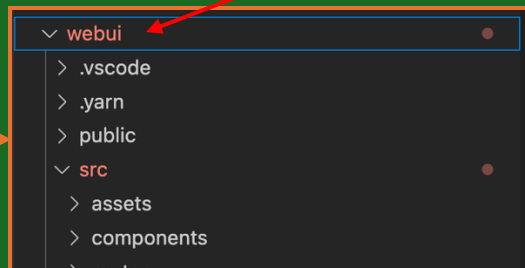 webui
.vscode
.yarn
public
src
assets
components